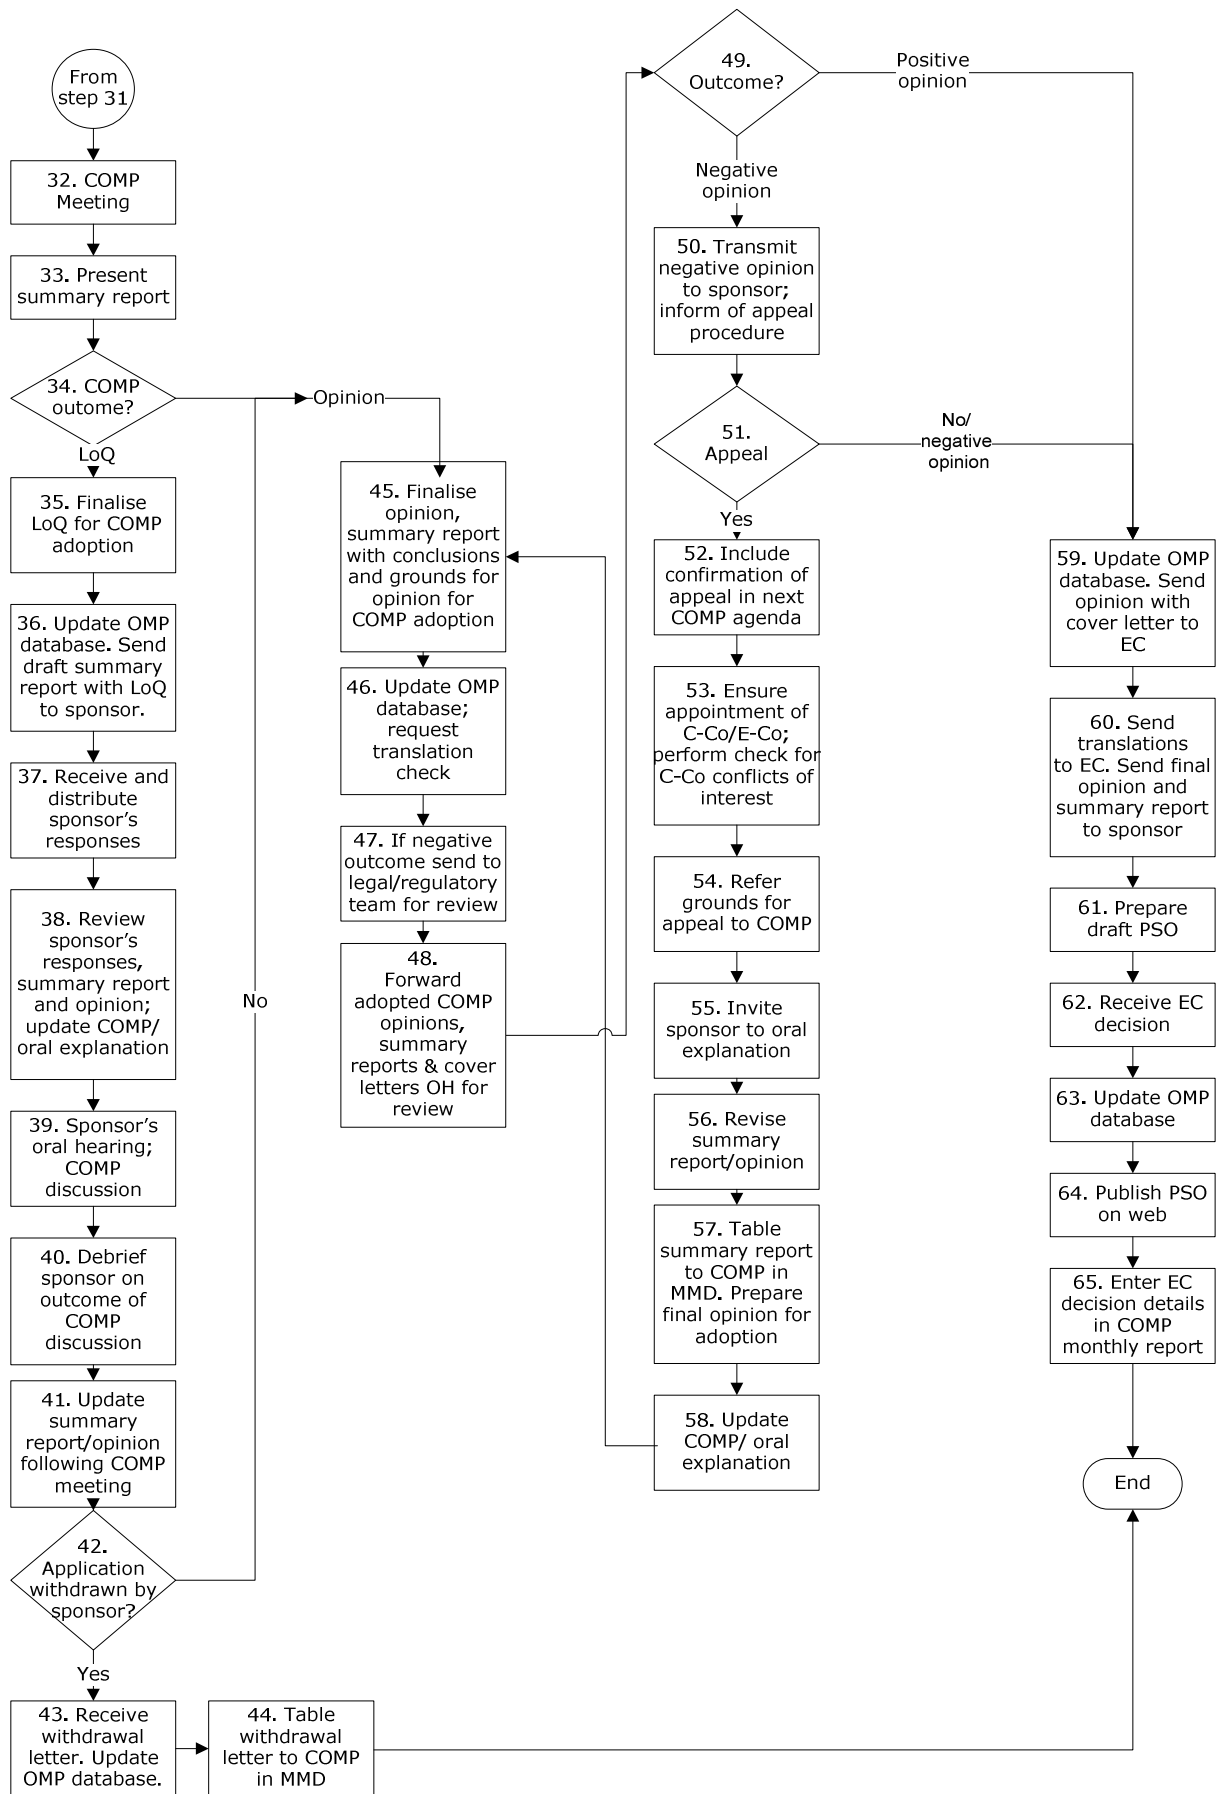 From
step 31
32. COMP
Meeting
33. Present
summary report
34. COMP
outome?
LoQ
35. Finalise
LoQ for COMP
adoption
36. Update OMP
database. Send
draft summary
report with LoQ
to sponsor.
37. Receive and
distribute
sponsor's
responses
38. Review
sponsor's
responses,
summary report
and opinion;
update COMP/
oral explanation
39. Sponsor's
oral hearing;
COMP
discussion
40. Debrief
sponsor on
outcome of
COMP
discussion
41. Update
summary
report/opinion
following COMP
meeting
42.
Application
withdrawn by
sponsor?
Yes
43. Receive
withdrawal
letter. Update
OMP database.
44. Table
withdrawal
letter to COMP
in MMD
No
Opinion
45. Finalise
opinion,
summary report
with conclusions
and grounds for
opinion for
COMP adoption
46. Update OMP
database;
request
translation
check
47. If negative
outcome send to
legal/regulatory
team for review
48.
Forward
adopted COMP
opinions,
summary
reports & cover
letters OH for
review
49.
Outcome?
Positive
opinion
Negative
opinion
50. Transmit
negative opinion
to sponsor;
inform of appeal
procedure
51.
Appeal
No/
negative
opinion
Yes
52. Include
confirmation of
appeal in next
COMP agenda
53. Ensure
appointment of
C-Co/E-Co;
perform check for
C-Co conflicts of
interest
54. Refer
grounds for
appeal to COMP
55. Invite
sponsor to oral
explanation
56. Revise
summary
report/opinion
57. Table
summary report
to COMP in
MMD. Prepare
final opinion for
adoption
58. Update
COMP/ oral
explanation
59. Update OMP
database. Send
opinion with
cover letter to
EC
60. Send
translations
to EC. Send final
opinion and
summary report
to sponsor
61. Prepare
draft PSO
62. Receive EC
decision
63. Update OMP
database
64. Publish PSO
on web
65. Enter EC
decision details
in COMP
monthly report
End